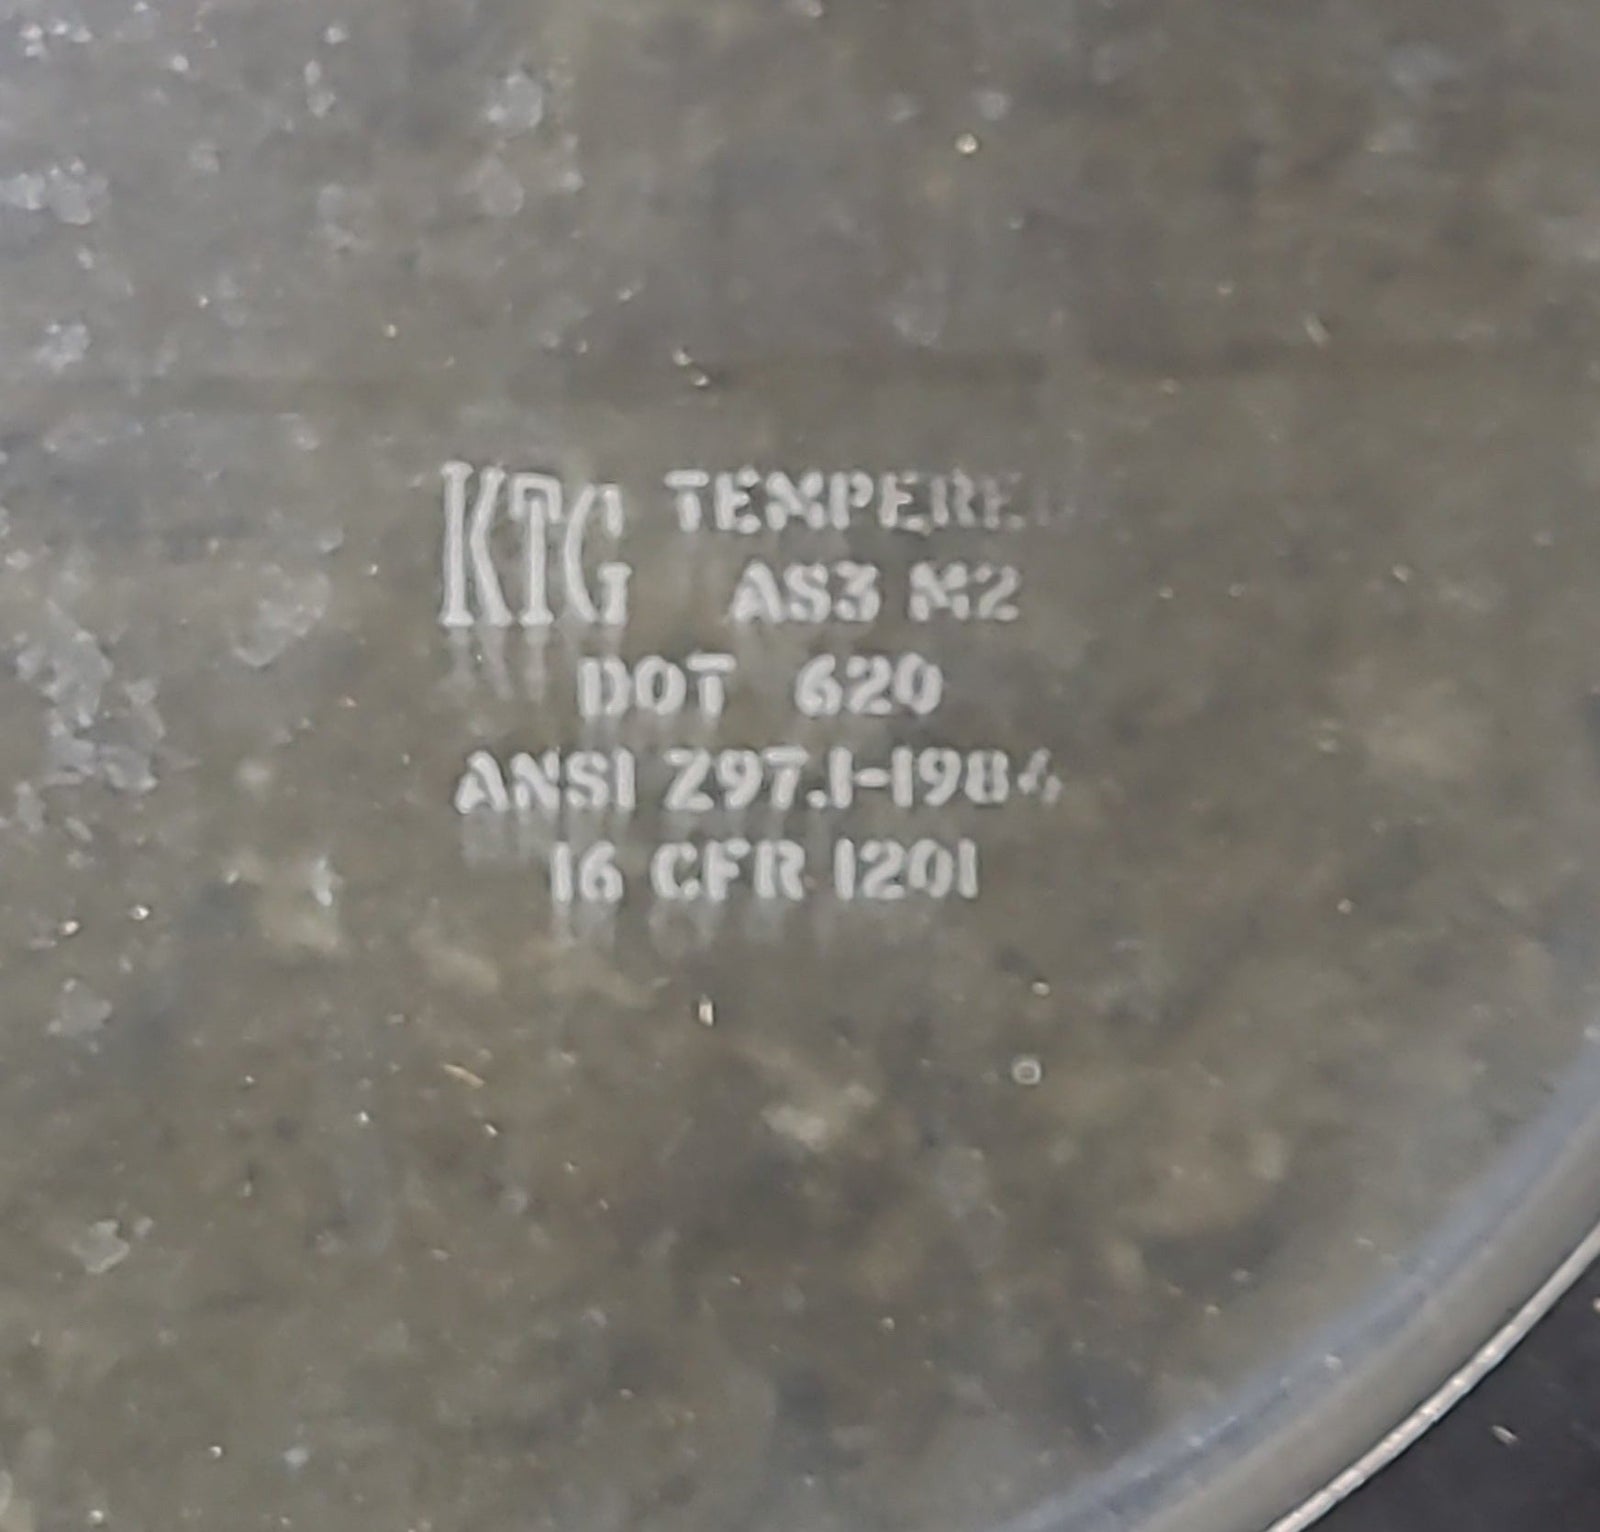 KTG TEMPERED
AS3 M2
DOT 620
ANSI Z97.1-1984
16 CFR 1201